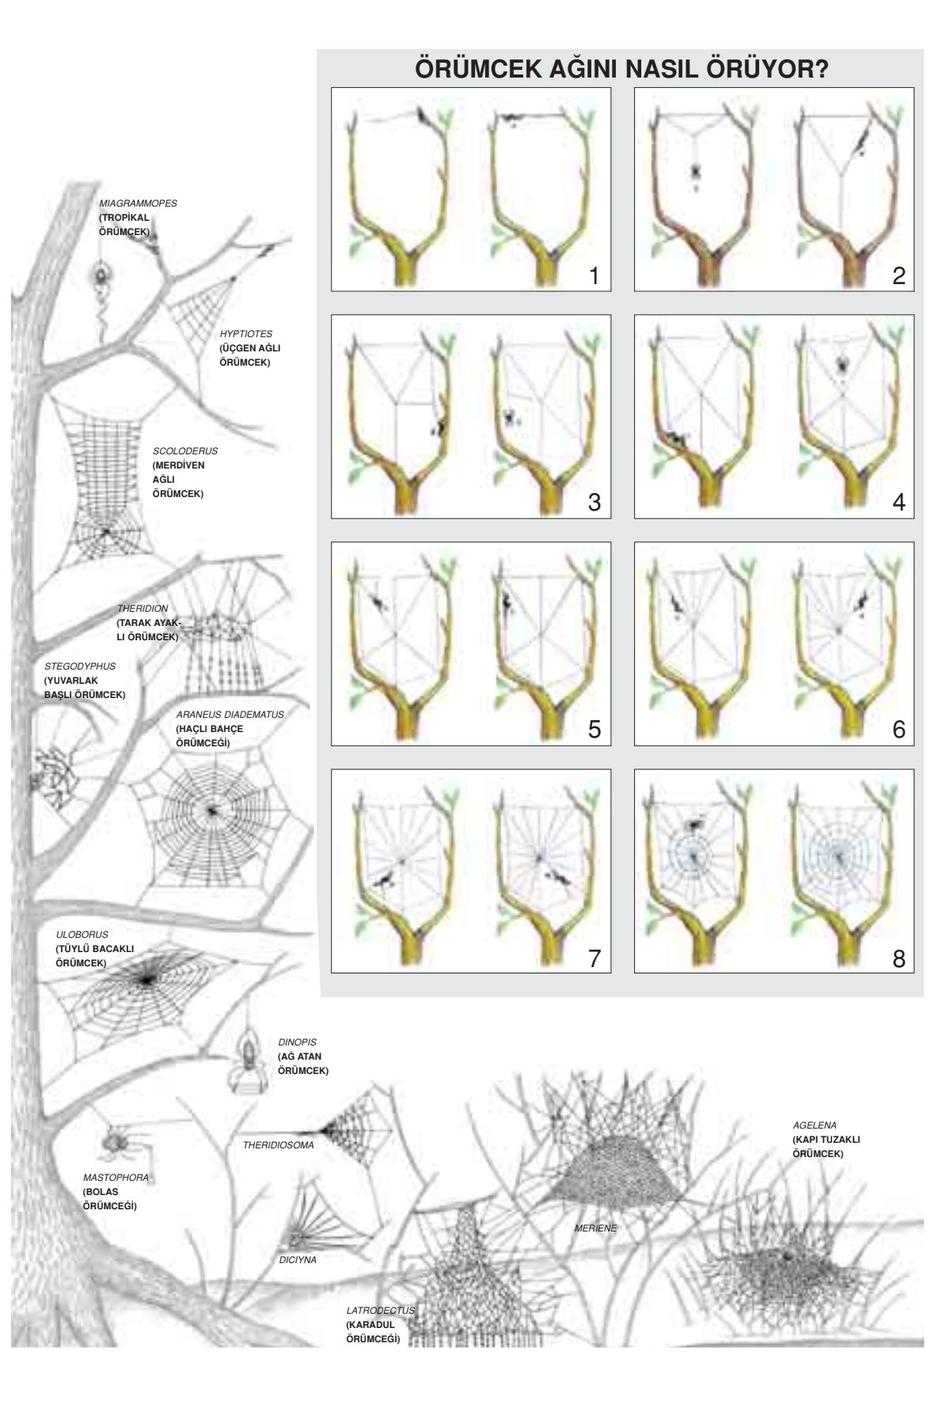 ÖRÜMCEK AĞINI NASIL ÖRÜYOR?
1
2
3
4
5
6
7
8
MIAGRAMMOPES
(TROPİKAL
ÖRÜMCEK)
HYPTIOTES
(ÜÇGEN AĞLI
ÖRÜMCEK)
SCOLODERUS
(MERDİVEN
AĞLI
ÖRÜMCEK)
THERIDION
(TARAK AYAK-
LI ÖRÜMCEK)
STEGODYPHUS
(YUVARLAK
BAŞLI ÖRÜMCEK)
ARANEUS DIADEMATUS
(HAÇLI BAHÇE
ÖRÜMCEĞİ)
ULOBORUS
(TÜYLÜ BACAKLI
ÖRÜMCEK)
DINOPIS
(AĞ ATAN
ÖRÜMCEK)
THERIDIOSOMA
MASTOPHORA
(BOLAS
ÖRÜMCEĞİ)
DICIYNA
MERIENE
AGELENA
(KAPI TUZAKLI
ÖRÜMCEK)
LATRODECTUS
(KARADUL
ÖRÜMCEĞİ)